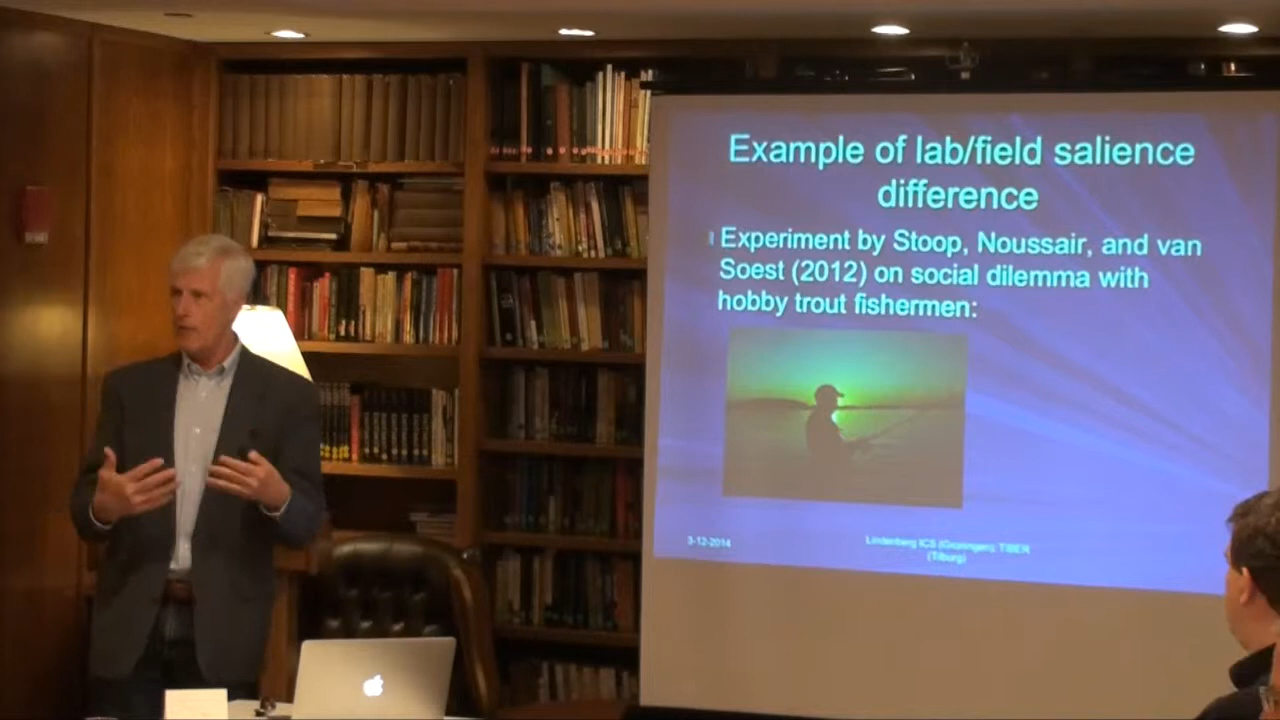 Example of lab/field salience
difference
Experiment by Stoop, Noussair, and van
Soest (2012) on social dilemma with
hobby trout fishermen:
3-12-2014
Lindenberg ICS (Groningen); TIBER
(Tilburg)